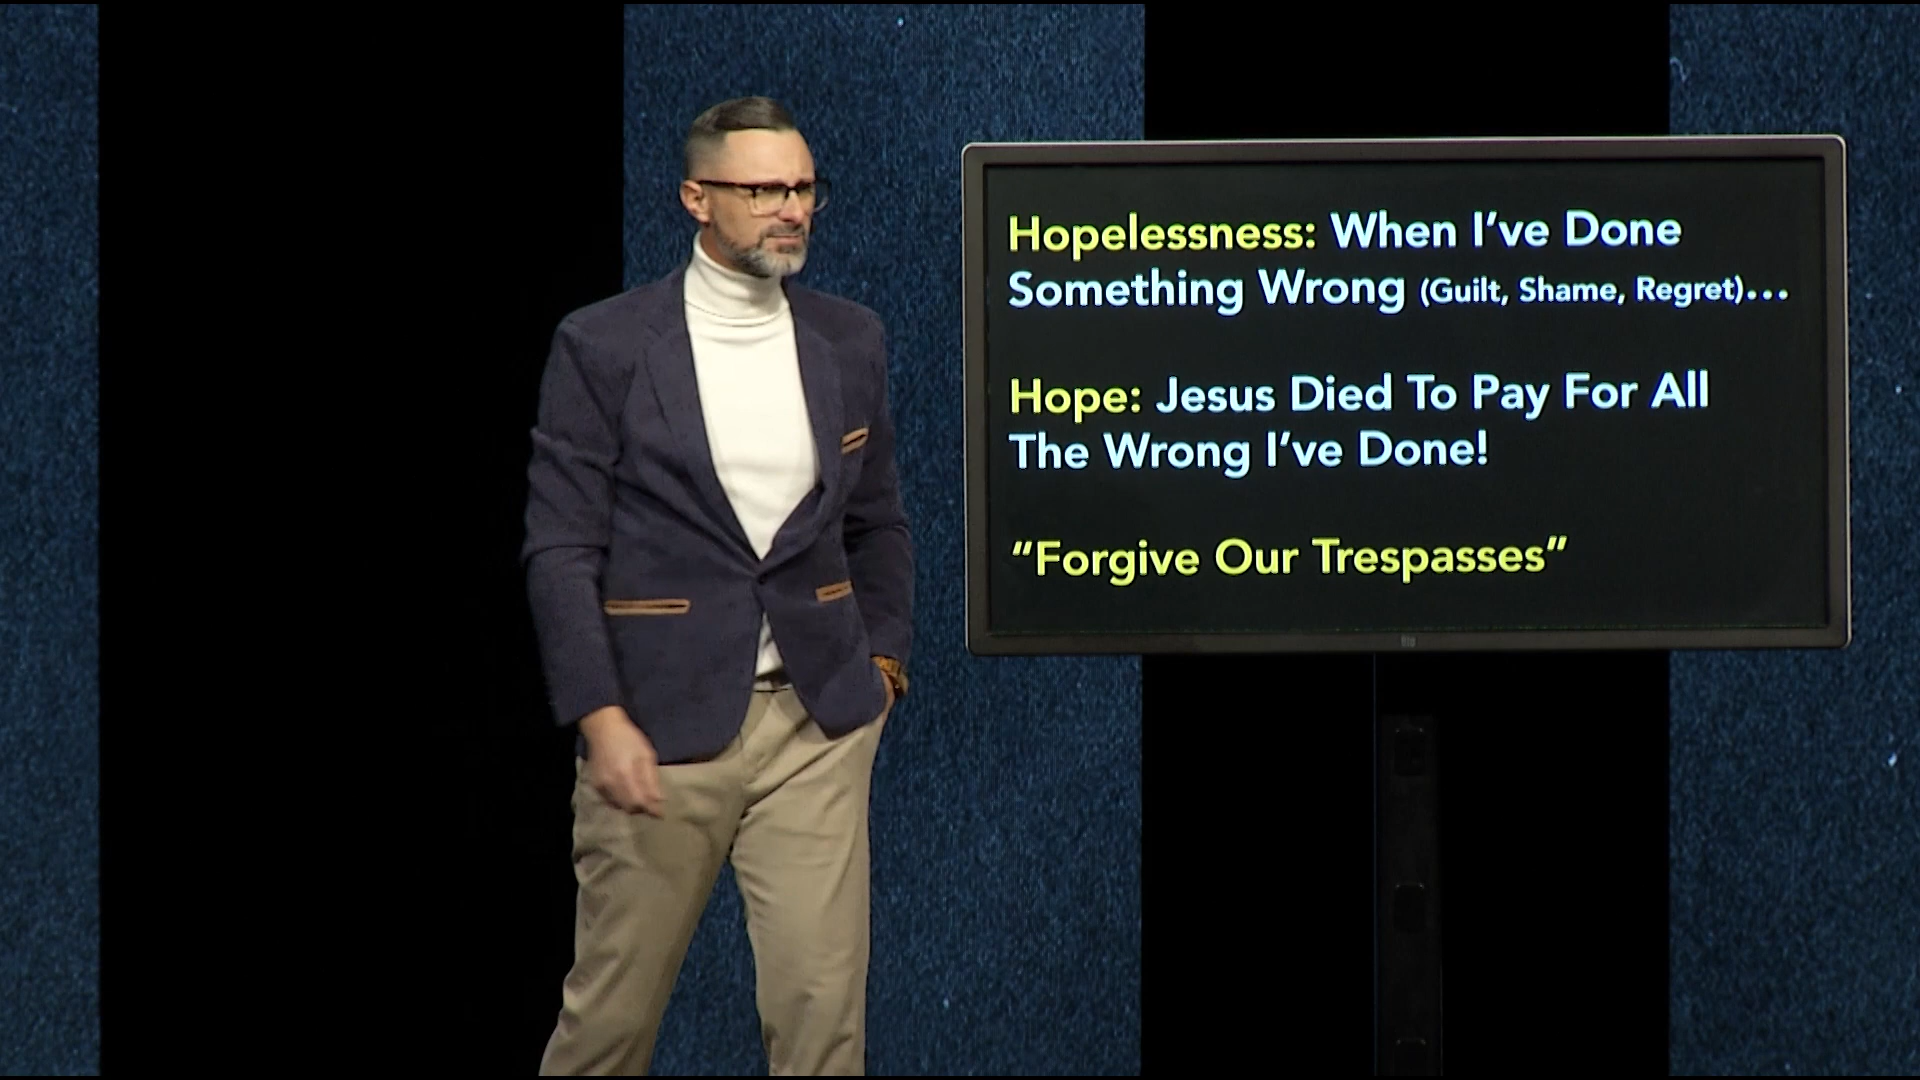 Hopelessness: When I’ve Done
Something Wrong (Guilt, Shame, Regret)...
Hope: Jesus Died To Pay For All
The Wrong I’ve Done!
“Forgive Our Trespasses”